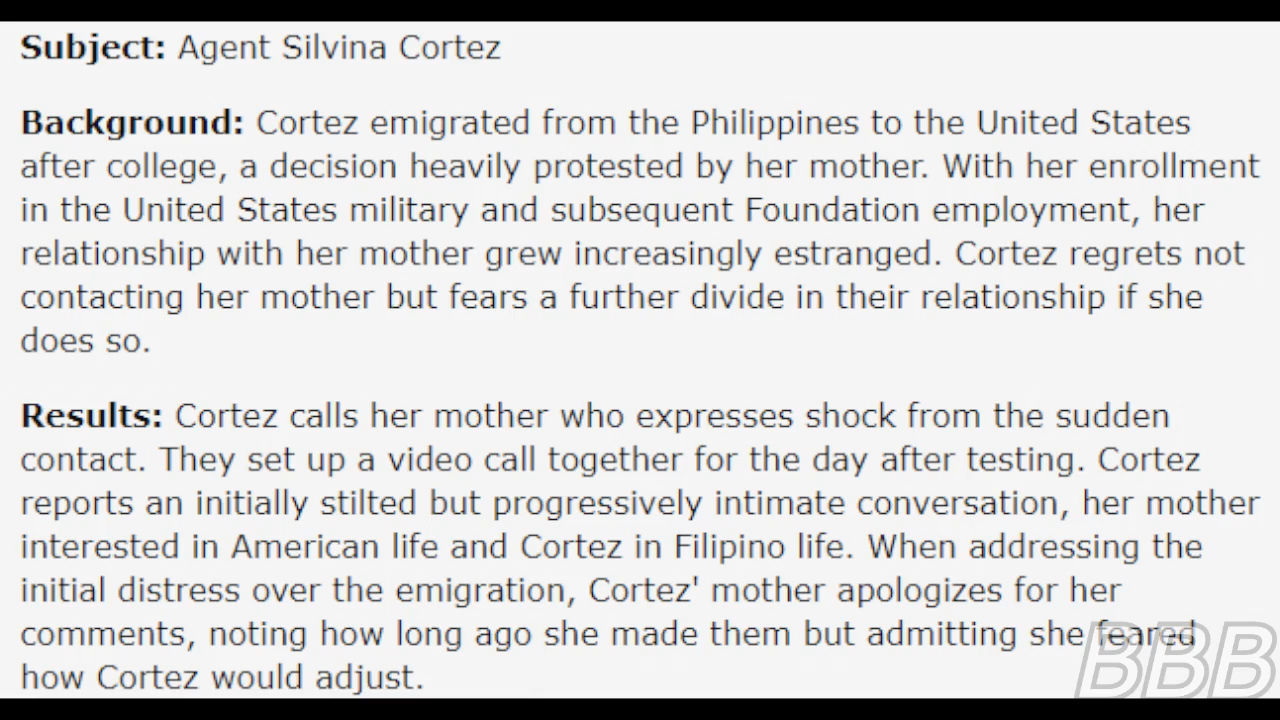 Subject: Agent Silvina Cortez
Background: Cortez emigrated from the Philippines to the United States
after college, a decision heavily protested by her mother. With her enrollment
in the United States military and subsequent Foundation employment, her
relationship with her mother grew increasingly estranged. Cortez regrets not
contacting her mother but fears a further divide in their relationship if she
does so.
Results: Cortez calls her mother who expresses shock from the sudden
contact. They set up a video call together for the day after testing. Cortez
reports an initially stilted but progressively intimate conversation, her mother
interested in American life and Cortez in Filipino life. When addressing the
initial distress over the emigration, Cortez' mother apologizes for her
comments, noting how long ago she made them but admitting she feared
how Cortez would adjust.
BBB